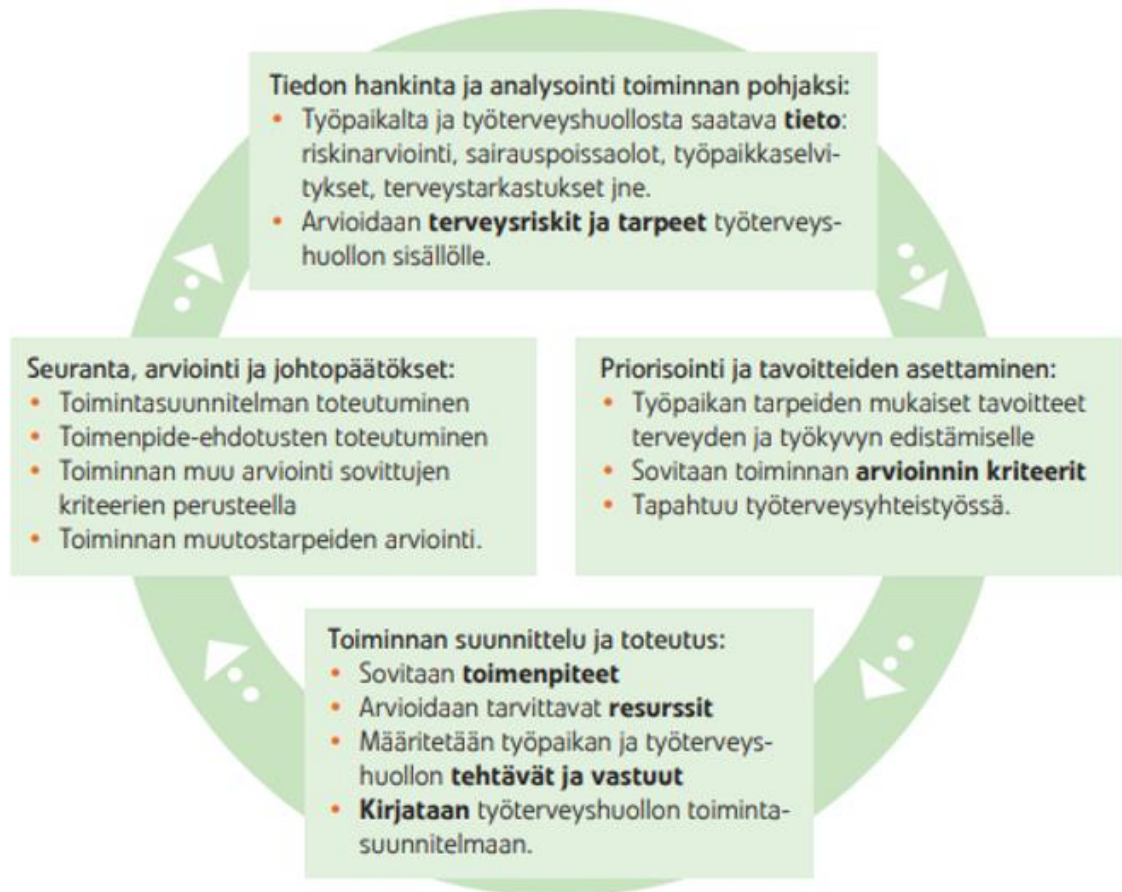 Tiedon hankinta ja analysointi toiminnan pohjaksi:
• Työpaikalta ja työterveyshuollosta saatava tieto:
riskinarviointi, sairauspoissaolot, työpaikkaselvi-
tykset, terveystarkastukset jne.
• Arvioidaan terveysriskit ja tarpeet työterveys-
huollon sisällölle.
Priorisointi ja tavoitteiden asettaminen:
• Työpaikan tarpeiden mukaiset tavoitteet
terveyden ja työkyvyn edistämiselle
• Sovitaan toiminnan arvioinnin kriteerit
• Tapahtuu työterveysyhteistyössä.
Toiminnan suunnittelu ja toteutus:
• Sovitaan toimenpiteet
• Arvioidaan tarvittavat resurssit
• Määritetään työpaikan ja työterveys-
huollon tehtävät ja vastuut
• Kirjataan työterveyshuollon toiminta-
suunnitelmaan.
Seuranta, arviointi ja johtopäätökset:
• Toimintasuunnitelman toteutuminen
• Toimenpide-ehdotusten toteutuminen
• Toiminnan muu arviointi sovittujen
kriteerien perusteella
• Toiminnan muutostarpeiden arviointi.